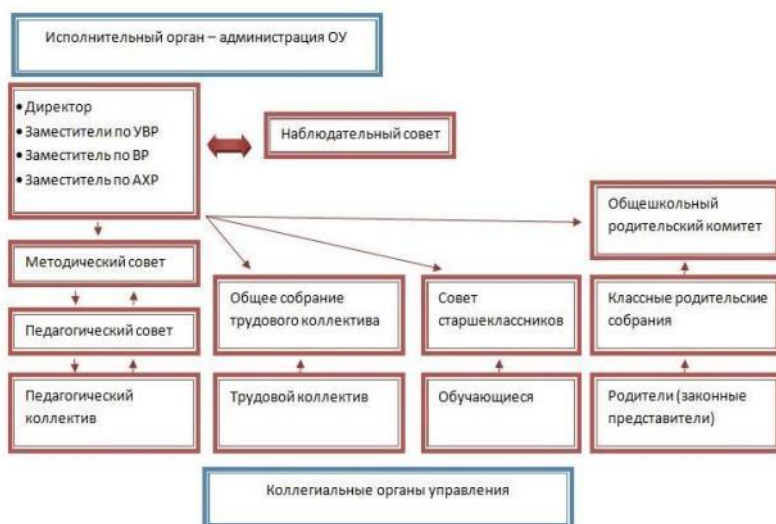 Исполнительный орган – администрация ОУ
• Директор
• Заместители по УВР
• Заместитель по ВР
• Заместитель по АХР
Наблюдательный совет
Общешкольный
родительский комитет
Методический совет
Общее собрание
трудового коллектива
Совет
старшеклассников
Классные родительские
собрания
Педагогический совет
Педагогический
коллектив
Трудовой коллектив
Обучающиеся
Родители (законные
представители)
Коллегиальные органы управления